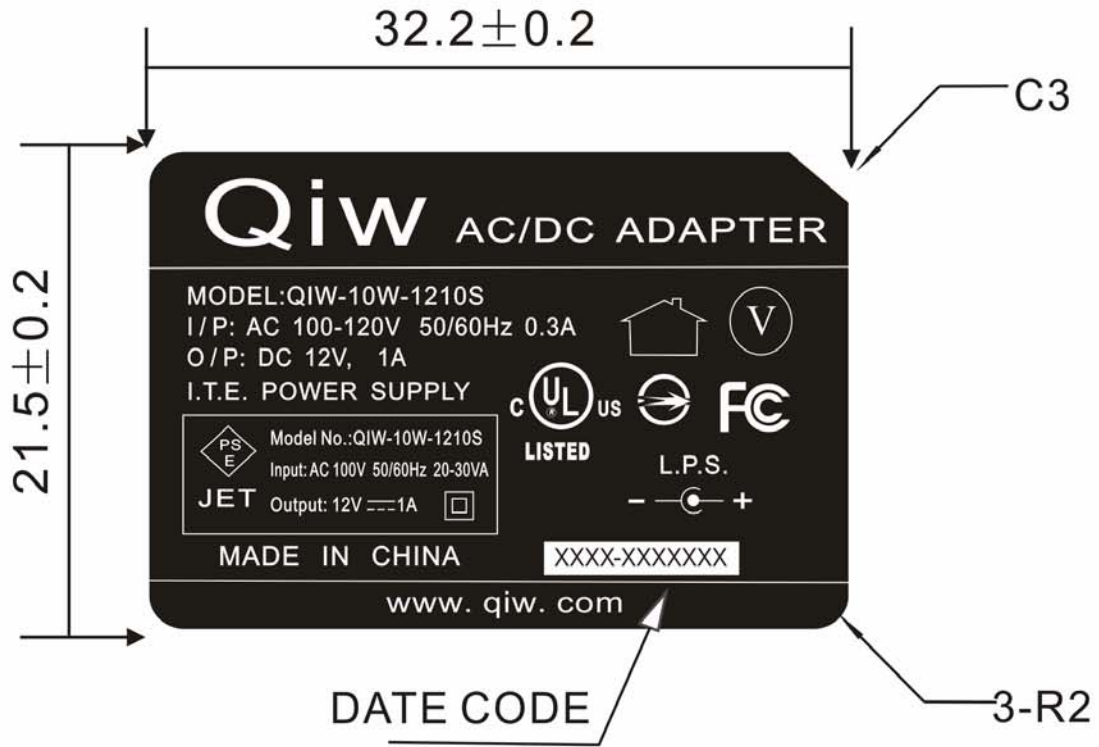 32.2±0.2
C3
21.5±0.2
Qiw AC/DC ADAPTER
MODEL:QIW-10W-1210S
I/P: AC 100-120V 50/60Hz 0.3A
O/P: DC 12V, 1A
I.T.E. POWER SUPPLY
V
C UL ® US
LISTED
FC
PS
E
JET
Model No.:QIW-10W-1210S
Input: AC 100V 50/60Hz 20-30VA
Output: 12V ⎓ 1A
L.P.S.
- +
MADE IN CHINA
XXXX-XXXXXXX
www. qiw. com
DATE CODE
3-R2